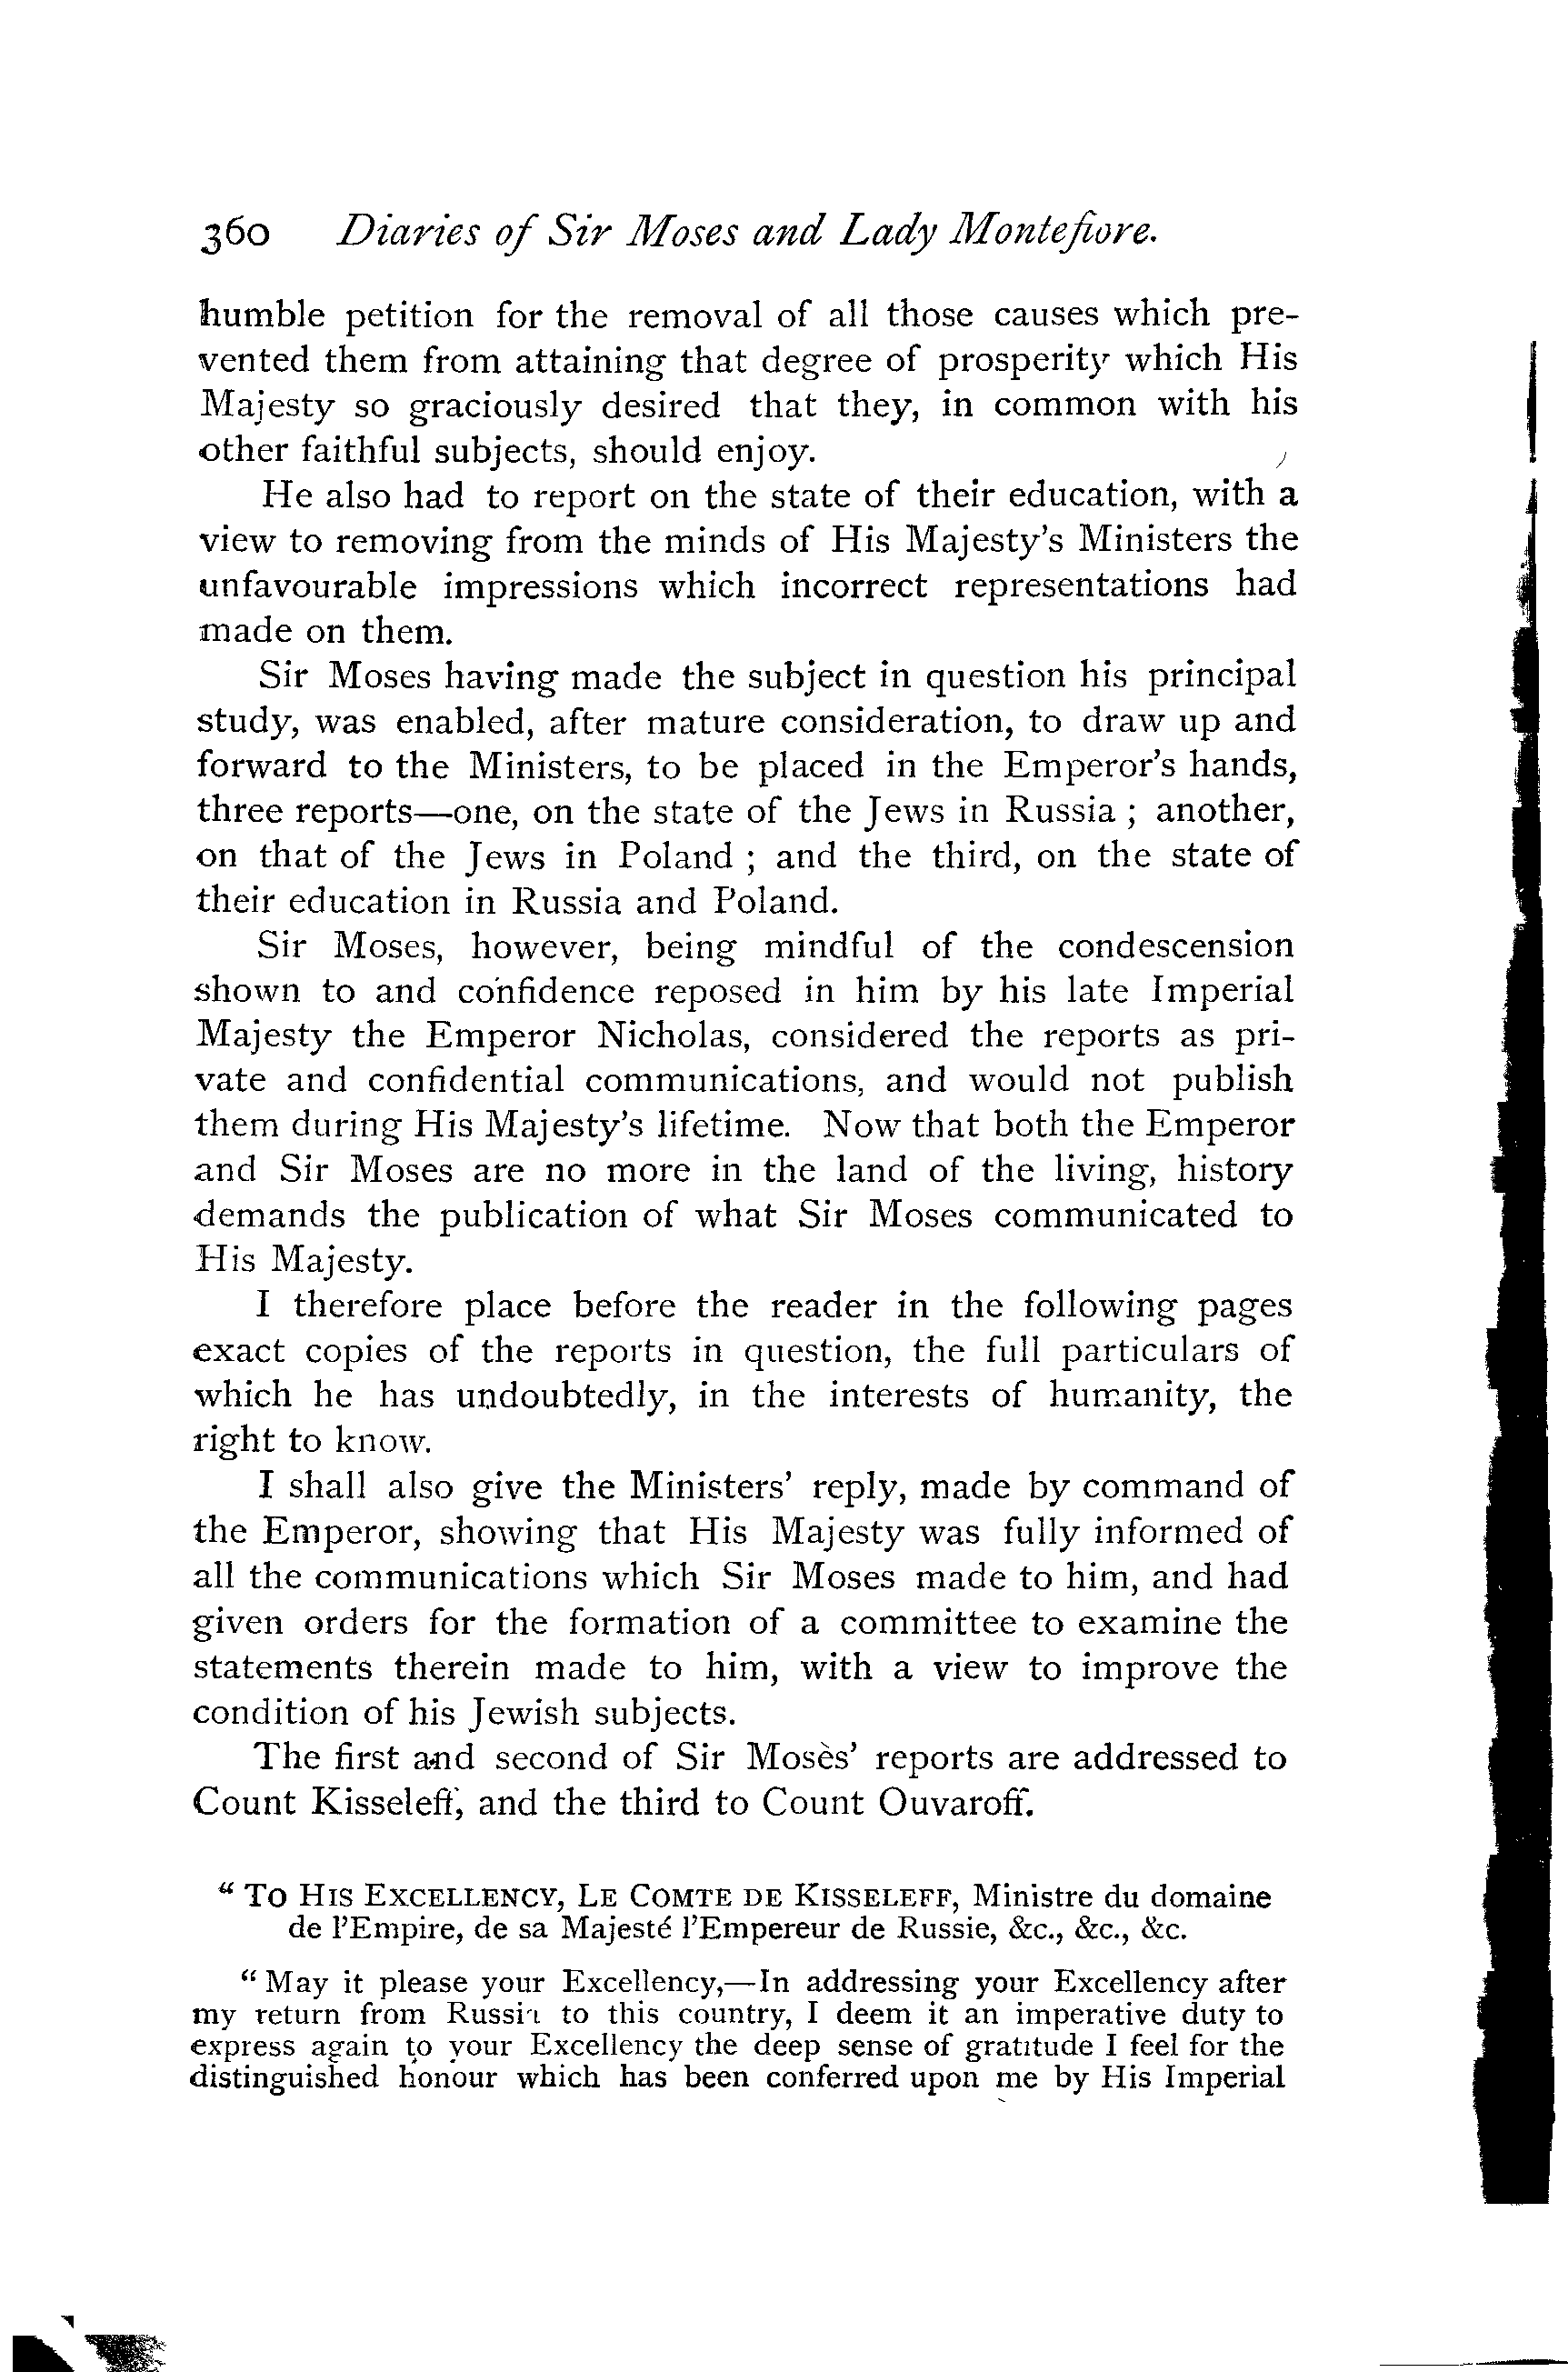 360 Diaries of Sir Moses and Lady Montefiore.
humble petition for the removal of all those causes which pre-
vented them from attaining that degree of prosperity which His
Majesty so graciously desired that they, in common with his
other faithful subjects, should enjoy.
He also had to report on the state of their education, with a
view to removing from the minds of His Majesty's Ministers the
unfavourable impressions which incorrect representations had
made on them.
Sir Moses having made the subject in question his principal
study, was enabled, after mature consideration, to draw up and
forward to the Ministers, to be placed in the Emperor's hands,
three reports—one, on the state of the Jews in Russia ; another,
on that of the Jews in Poland ; and the third, on the state of
their education in Russia and Poland.
Sir Moses, however, being mindful of the condescension
shown to and confidence reposed in him by his late Imperial
Majesty the Emperor Nicholas, considered the reports as pri-
vate and confidential communications, and would not publish
them during His Majesty's lifetime. Now that both the Emperor
and Sir Moses are no more in the land of the living, history
demands the publication of what Sir Moses communicated to
His Majesty.
I therefore place before the reader in the following pages
exact copies of the reports in question, the full particulars of
which he has undoubtedly, in the interests of humanity, the
right to know.
I shall also give the Ministers' reply, made by command of
the Emperor, showing that His Majesty was fully informed of
all the communications which Sir Moses made to him, and had
given orders for the formation of a committee to examine the
statements therein made to him, with a view to improve the
condition of his Jewish subjects.
The first and second of Sir Mosès' reports are addressed to
Count Kisseleff, and the third to Count Ouvaroff.
"TO HIS EXCELLENCY, LE COMTE DE KISSELEFF, Ministre du domaine
de l'Empire, de sa Majesté l'Empereur de Russie, &c., &c., &c.
"May it please your Excellency,—In addressing your Excellency after
my return from Russia to this country, I deem it an imperative duty to
express again to your Excellency the deep sense of gratitude I feel for the
distinguished honour which has been conferred upon me by His Imperial